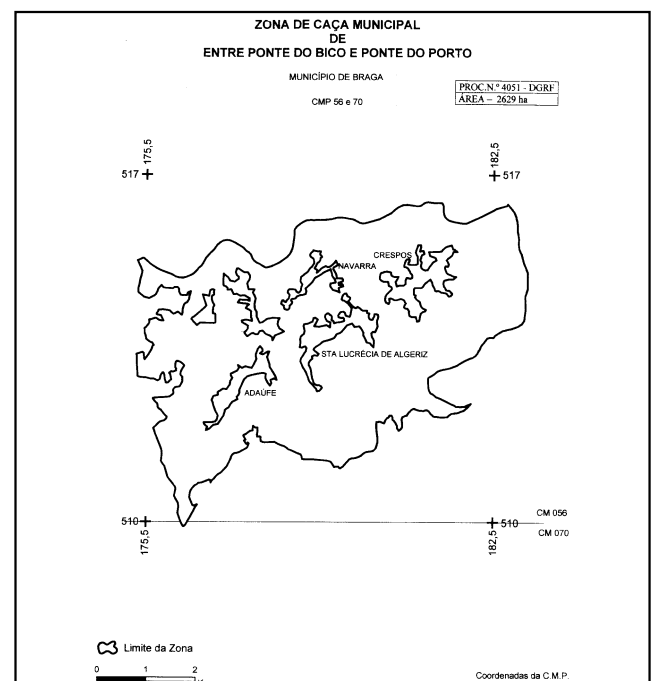 ZONA DE CAÇA MUNICIPAL
DE
ENTRE PONTE DO BICO E PONTE DO PORTO
MUNICÍPIO DE BRAGA
CMP 56 e 70
PROC.N.º 4051 - DGRF
ÁREA – 2629 ha
175,5
182,5
517
517
CRESPOS
NAVARRA
STA LUCRÉCIA DE ALGERIZ
ADAÚFE
510
510
CM 056
CM 070
175,5
182,5
Limite da Zona
0 1 2
Coordenadas da C.M.P.